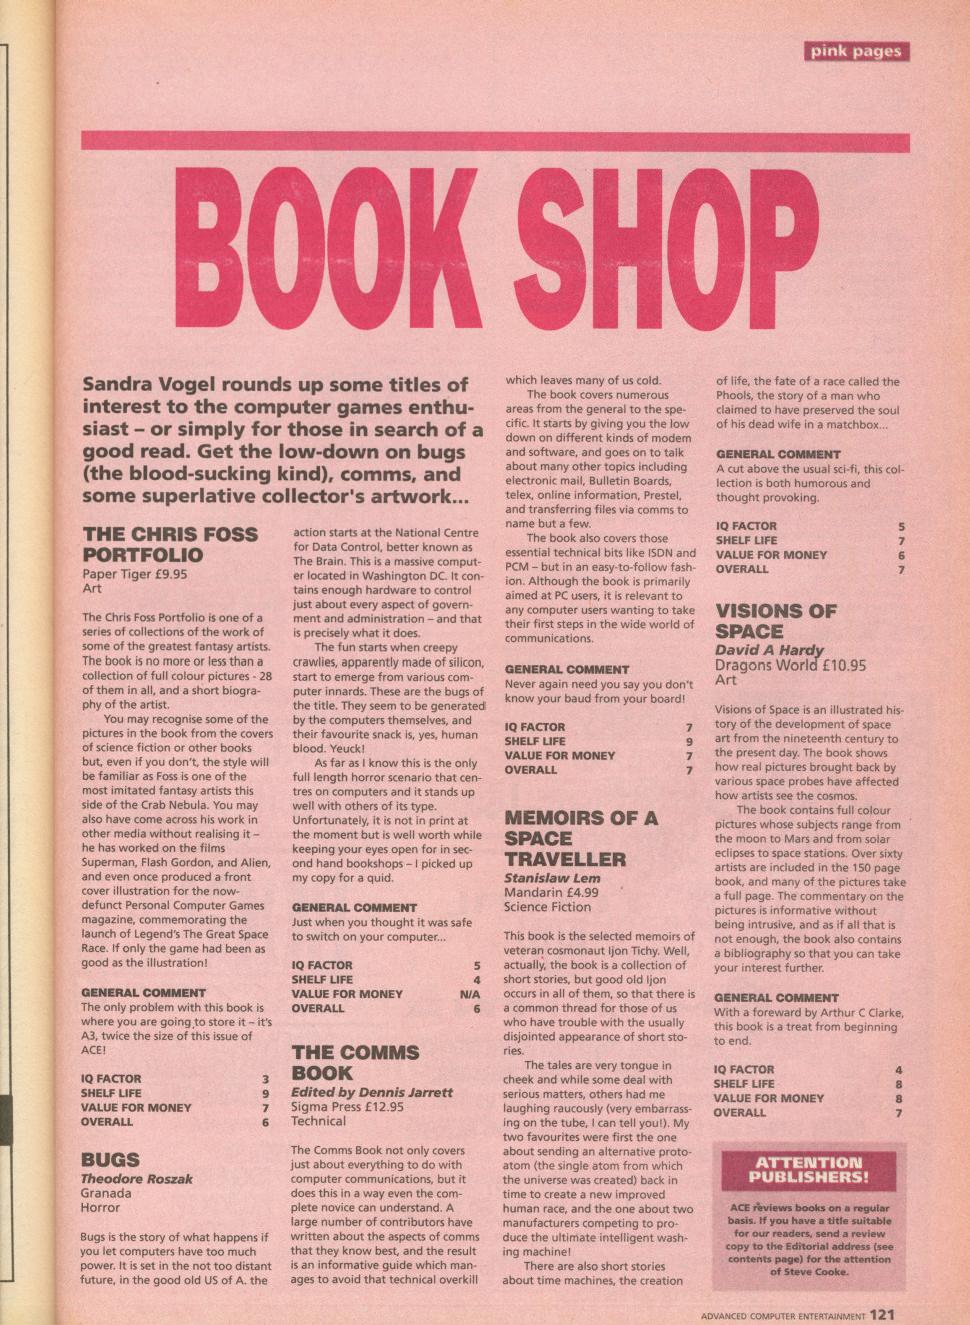 pink pages
BOOK SHOP
Sandra Vogel rounds up some titles of
interest to the computer games enthu-
siast – or simply for those in search of a
good read. Get the low-down on bugs
(the blood-sucking kind), comms, and
some superlative collector's artwork...
THE CHRIS FOSS
PORTFOLIO
Paper Tiger £9.95
Art
The Chris Foss Portfolio is one of a
series of collections of the work of
some of the greatest fantasy artists.
The book is no more or less than a
collection of full colour pictures - 28
of them in all, and a short biogra-
phy of the artist.
You may recognise some of the
pictures in the book from the covers
of science fiction or other books
but, even if you don't, the style will
be familiar as Foss is one of the
most imitated fantasy artists this
side of the Crab Nebula. You may
also have come across his work in
other media without realising it –
he has worked on the films
Superman, Flash Gordon, and Alien,
and even once produced a front
cover illustration for the now-
defunct Personal Computer Games
magazine, commemorating the
launch of Legend's The Great Space
Race. If only the game had been as
good as the illustration!
GENERAL COMMENT
The only problem with this book is
where you are going to store it – it's
A3, twice the size of this issue of
ACE!
IQ FACTOR 3
SHELF LIFE 9
VALUE FOR MONEY 7
OVERALL 6
BUGS
Theodore Roszak
Granada
Horror
Bugs is the story of what happens if
you let computers have too much
power. It is set in the not too distant
future, in the good old US of A. the
action starts at the National Centre
for Data Control, better known as
The Brain. This is a massive comput-
er located in Washington DC. It con-
tains enough hardware to control
just about every aspect of govern-
ment and administration – and that
is precisely what it does.
The fun starts when creepy
crawlies, apparently made of silicon,
start to emerge from various com-
puter innards. These are the bugs of
the title. They seem to be generated
by the computers themselves, and
their favourite snack is, yes, human
blood. Yeuck!
As far as I know this is the only
full length horror scenario that cen-
tres on computers and it stands up
well with others of its type.
Unfortunately, it is not in print at
the moment but is well worth while
keeping your eyes open for in sec-
ond hand bookshops – I picked up
my copy for a quid.
GENERAL COMMENT
Just when you thought it was safe
to switch on your computer...
IQ FACTOR 5
SHELF LIFE 4
VALUE FOR MONEY N/A
OVERALL 6
THE COMMS
BOOK
Edited by Dennis Jarrett
Sigma Press £12.95
Technical
The Comms Book not only covers
just about everything to do with
computer communications, but it
does this in a way even the com-
plete novice can understand. A
large number of contributors have
written about the aspects of comms
that they know best, and the result
is an informative guide which man-
ages to avoid that technical overkill
which leaves many of us cold.
The book covers numerous
areas from the general to the spe-
cific. It starts by giving you the low
down on different kinds of modem
and software, and goes on to talk
about many other topics including
electronic mail, Bulletin Boards,
telex, online information, Prestel,
and transferring files via comms to
name but a few.
The book also covers those
essential technical bits like ISDN and
PCM – but in an easy-to-follow fash-
ion. Although the book is primarily
aimed at PC users, it is relevant to
any computer users wanting to take
their first steps in the wide world of
communications.
GENERAL COMMENT
Never again need you say you don't
know your baud from your board!
IQ FACTOR 7
SHELF LIFE 9
VALUE FOR MONEY 7
OVERALL 7
MEMOIRS OF A
SPACE
TRAVELLER
Stanislaw Lem
Mandarin £4.99
Science Fiction
This book is the selected memoirs of
veteran cosmonaut Ijon Tichy. Well,
actually, the book is a collection of
short stories, but good old Ijon
occurs in all of them, so that there is
a common thread for those of us
who have trouble with the usually
disjointed appearance of short sto-
ries.
The tales are very tongue in
cheek and while some deal with
serious matters, others had me
laughing raucously (very embarrass-
ing on the tube, I can tell you!). My
two favourites were first the one
about sending an alternative proto-
atom (the single atom from which
the universe was created) back in
time to create a new improved
human race, and the one about two
manufacturers competing to pro-
duce the ultimate intelligent wash-
ing machine!
There are also short stories
about time machines, the creation
of life, the fate of a race called the
Phools, the story of a man who
claimed to have preserved the soul
of his dead wife in a matchbox...
GENERAL COMMENT
A cut above the usual sci-fi, this col-
lection is both humorous and
thought provoking.
IQ FACTOR 5
SHELF LIFE 7
VALUE FOR MONEY 6
OVERALL 7
VISIONS OF
SPACE
David A Hardy
Dragons World £10.95
Art
Visions of Space is an illustrated his-
tory of the development of space
art from the nineteenth century to
the present day. The book shows
how real pictures brought back by
various space probes have affected
how artists see the cosmos.
The book contains full colour
pictures whose subjects range from
the moon to Mars and from solar
eclipses to space stations. Over sixty
artists are included in the 150 page
book, and many of the pictures take
a full page. The commentary on the
pictures is informative without
being intrusive, and as if all that is
not enough, the book also contains
a bibliography so that you can take
your interest further.
GENERAL COMMENT
With a foreward by Arthur C Clarke,
this book is a treat from beginning
to end.
IQ FACTOR 4
SHELF LIFE 8
VALUE FOR MONEY 8
OVERALL 7
ATTENTION
PUBLISHERS!
ACE reviews books on a regular
basis. If you have a title suitable
for our readers, send a review
copy to the Editorial address (see
contents page) for the attention
of Steve Cooke.
ADVANCED COMPUTER ENTERTAINMENT 121